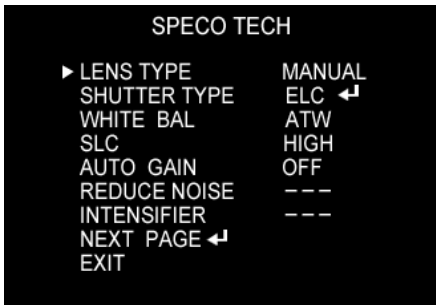 SPECO TECH
► LENS TYPE MANUAL
SHUTTER TYPE ELC ↵
WHITE BAL ATW
SLC HIGH
AUTO GAIN OFF
REDUCE NOISE – – –
INTENSIFIER – – –
NEXT PAGE ↵
EXIT